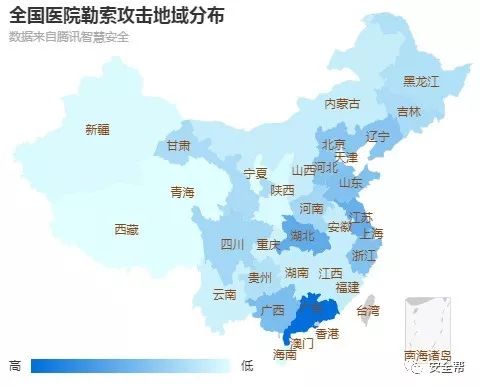 全国医院勒索攻击地域分布
数据来自腾讯智慧安全
黑龙江
内蒙古
吉林
新疆
辽宁
北京
甘肃
天津
宁夏
山西
河北
山东
青海
陕西
河南
江苏
西藏
安徽
四川
重庆
湖北
上海
浙江
贵州
湖南
江西
云南
福建
广西
台湾
香港
澳门
海南
南海诸岛
高
低
安全帮